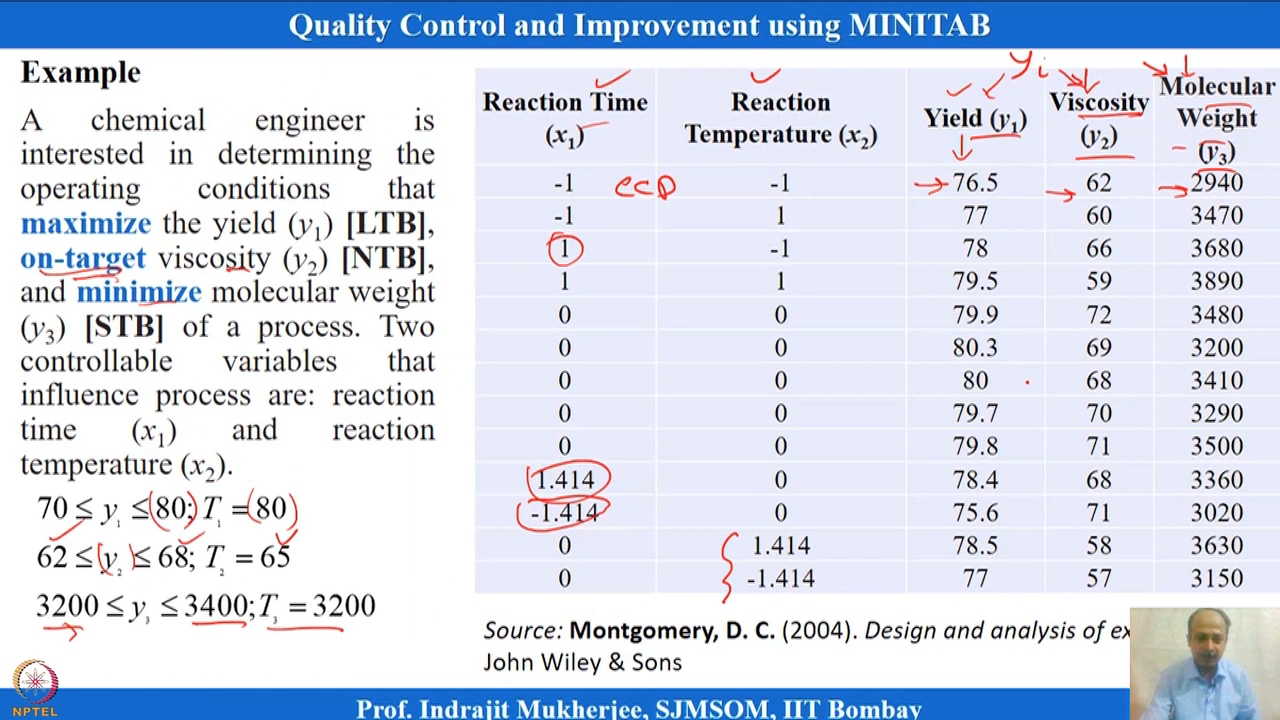 Quality Control and Improvement using MINITAB
Example
A chemical engineer is
interested in determining the
operating conditions that
maximize the yield (y₁) [LTB],
on-target viscosity (y₂) [NTB],
and minimize molecular weight
(y₃) [STB] of a process. Two
controllable variables that
influence process are: reaction
time (x₁) and reaction
temperature (x₂).
70 ≤ y₁ ≤ 80; T₁ = 80
62 ≤ y₂ ≤ 68; T₂ = 65
3200 ≤ y₃ ≤ 3400; T₃ = 3200
yi
Reaction Time (x₁) Reaction Temperature (x₂) Yield (y₁) Viscosity (y₂) Molecular Weight (y₃)
-1 CCD -1 76.5 62 2940
-1 1 77 60 3470
1 -1 78 66 3680
1 1 79.5 59 3890
0 0 79.9 72 3480
0 0 80.3 69 3200
0 0 80 68 3410
0 0 79.7 70 3290
0 0 79.8 71 3500
1.414 0 78.4 68 3360
-1.414 0 75.6 71 3020
0 1.414 78.5 58 3630
0 -1.414 77 57 3150
Source: Montgomery, D. C. (2004). Design and analysis of
John Wiley & Sons
NPTEL
Prof. Indrajit Mukherjee, SJMSOM, IIT Bombay